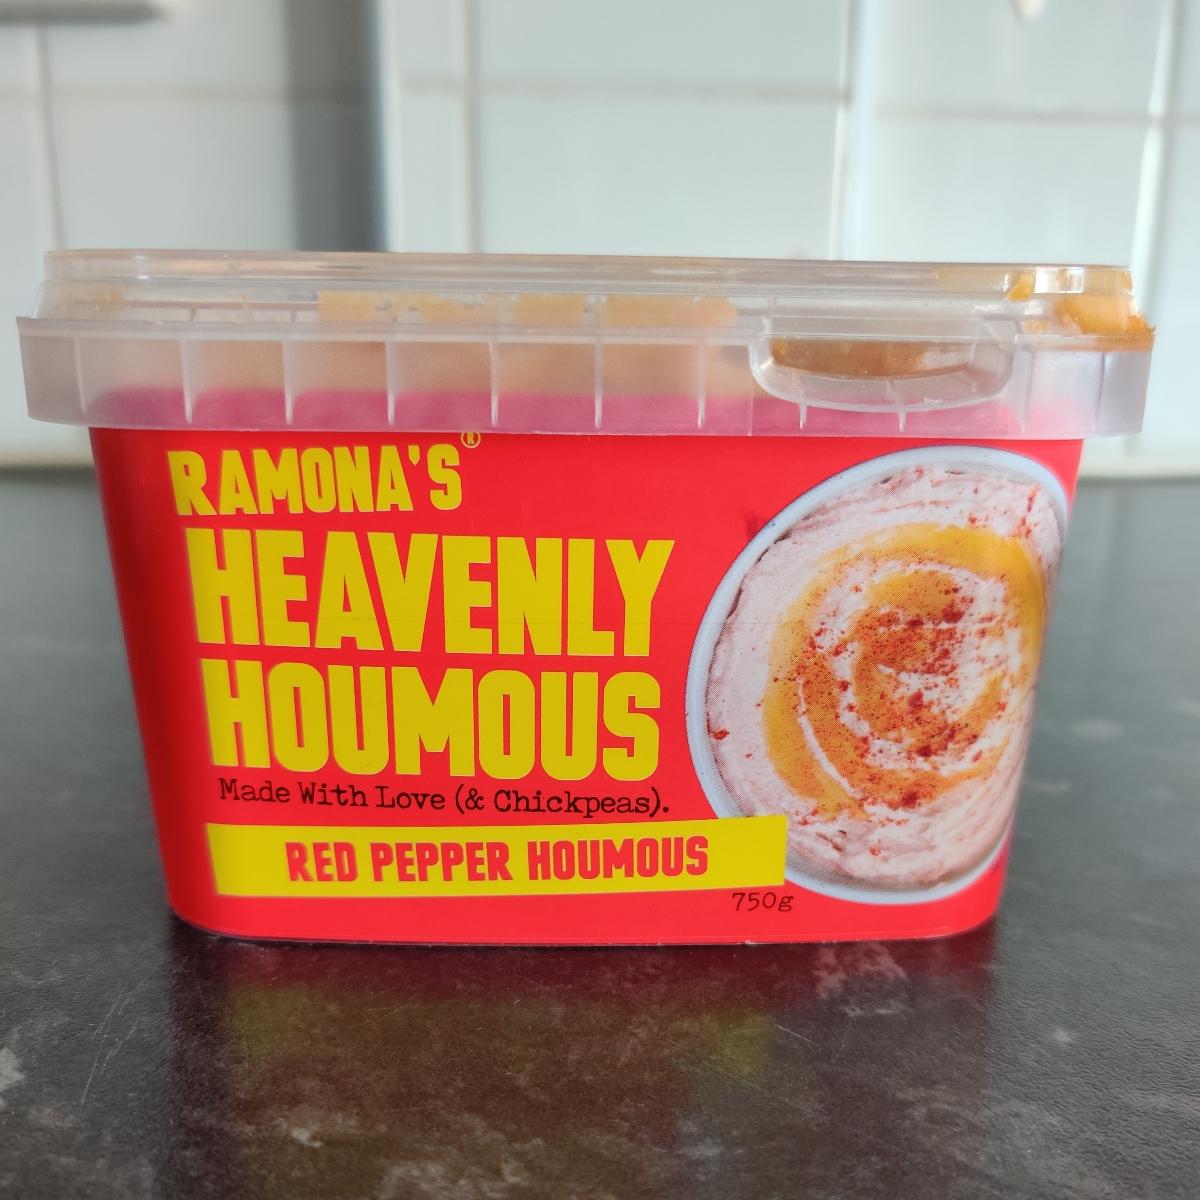 RAMONA'S®
HEAVENLY
HOUMOUS
Made With Love (& Chickpeas).
RED PEPPER HOUMOUS
750g